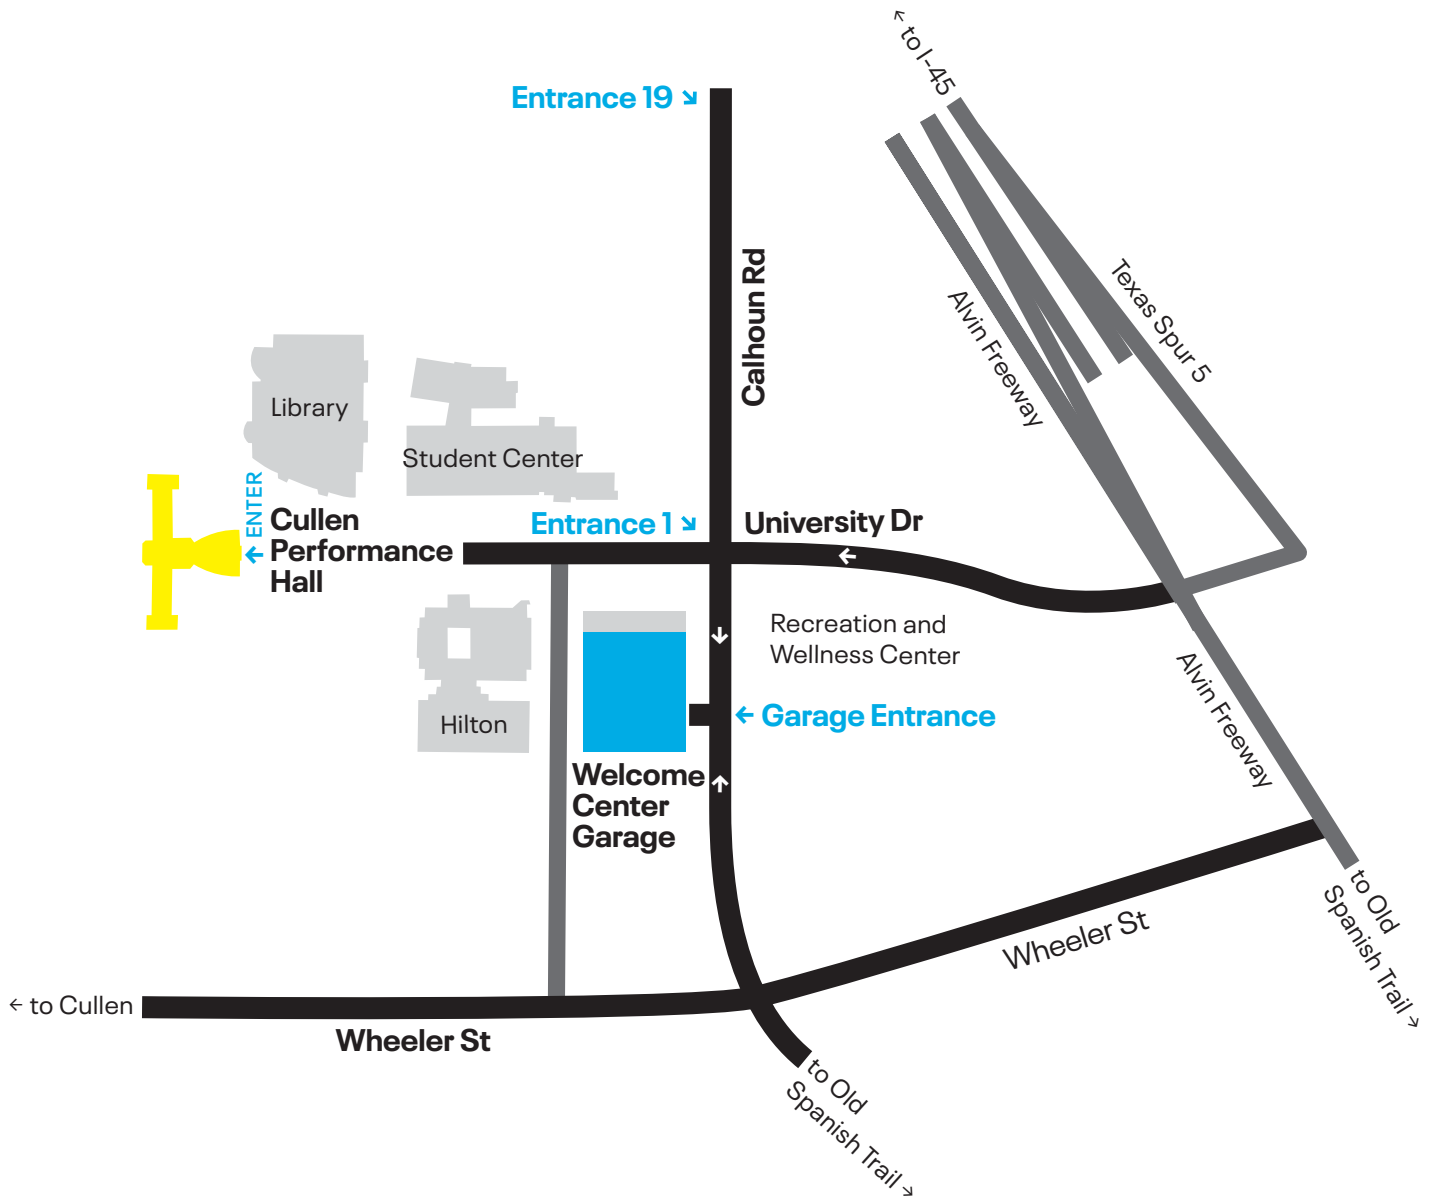 ← to I-45
Entrance 19 ↘
Calhoun Rd
Texas Spur 5
Alvin Freeway
Library
Student Center
ENTER
←
Cullen
Performance
Hall
Entrance 1 ↘
University Dr
←
Recreation and
Wellness Center
↓
Hilton
← Garage Entrance
Alvin Freeway
Welcome
Center
Garage
↑
Wheeler St
to Old
Spanish Trail →
← to Cullen
Wheeler St
to Old
Spanish Trail →